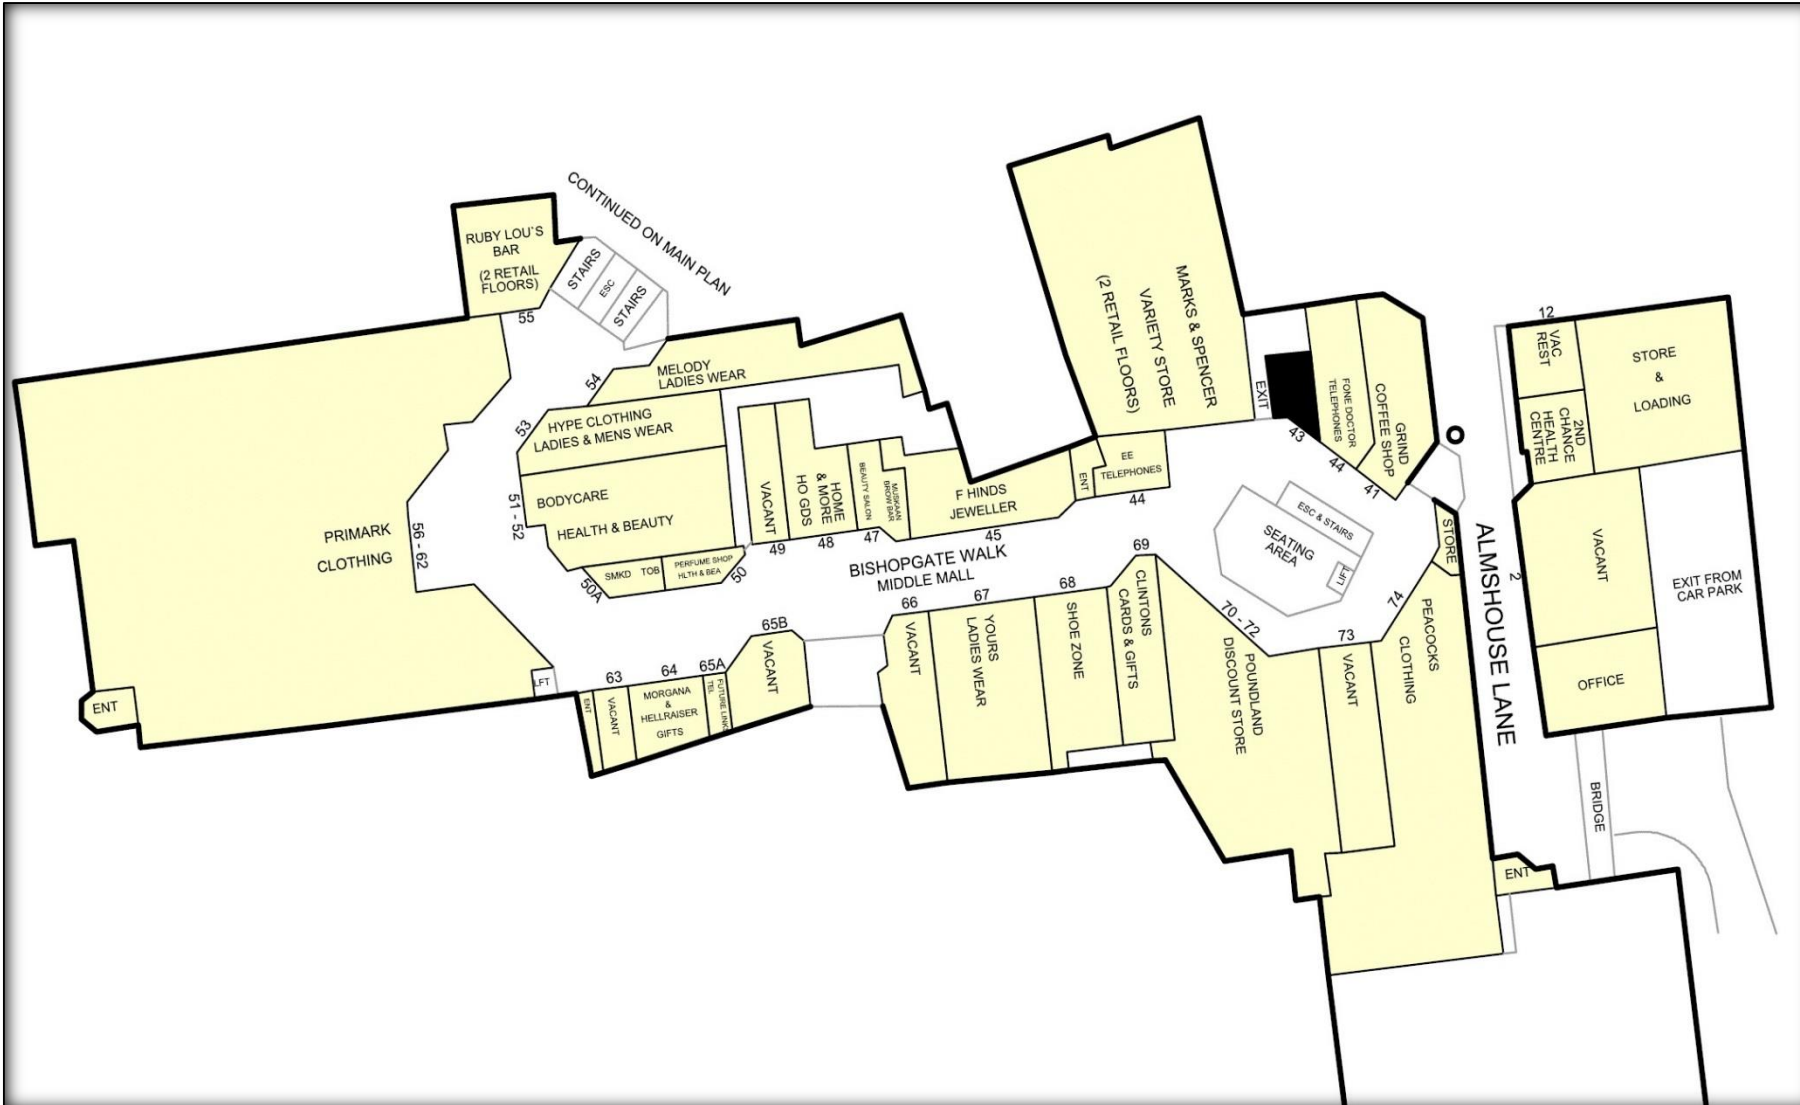 CONTINUED ON MAIN PLAN
RUBY LOU`S
BAR
(2 RETAIL
FLOORS)
55
STAIRS
ESC
STAIRS
54
MELODY
LADIES WEAR
53
HYPE CLOTHING
LADIES & MENS WEAR
51 - 52
BODYCARE
HEALTH & BEAUTY
PRIMARK
CLOTHING
56 - 62
ENT
LFT
50A
SMKD TOB
PERFUME SHOP
HLTH & BEA
50
VACANT
49
HOME
& MORE
HO GDS
48
BEAUTY SALON
47
MUSKAAN
BROW BAR
F HINDS
JEWELLER
45
ENT
EE
TELEPHONES
44
MARKS & SPENCER
VARIETY STORE
(2 RETAIL FLOORS)
EXIT
43
FONE DOCTOR
TELEPHONES
44
GRIND
COFFEE SHOP
41
BISHOPGATE WALK
MIDDLE MALL
ESC & STAIRS
SEATING
AREA
LIFT
STORE
ENT
63
VACANT
64
MORGANA
&
HELLRAISER
GIFTS
65A
FUTURE LINKS
TEL
65B
VACANT
66
VACANT
67
YOURS
LADIES WEAR
68
SHOE ZONE
69
CLINTONS
CARDS & GIFTS
70 - 72
POUNDLAND
DISCOUNT STORE
73
VACANT
74
PEACOCKS
CLOTHING
ALMSHOUSE LANE
12
VAC
REST
STORE
&
LOADING
2ND
CHANCE
HEALTH
CENTRE
2
VACANT
EXIT FROM
CAR PARK
OFFICE
BRIDGE
ENT